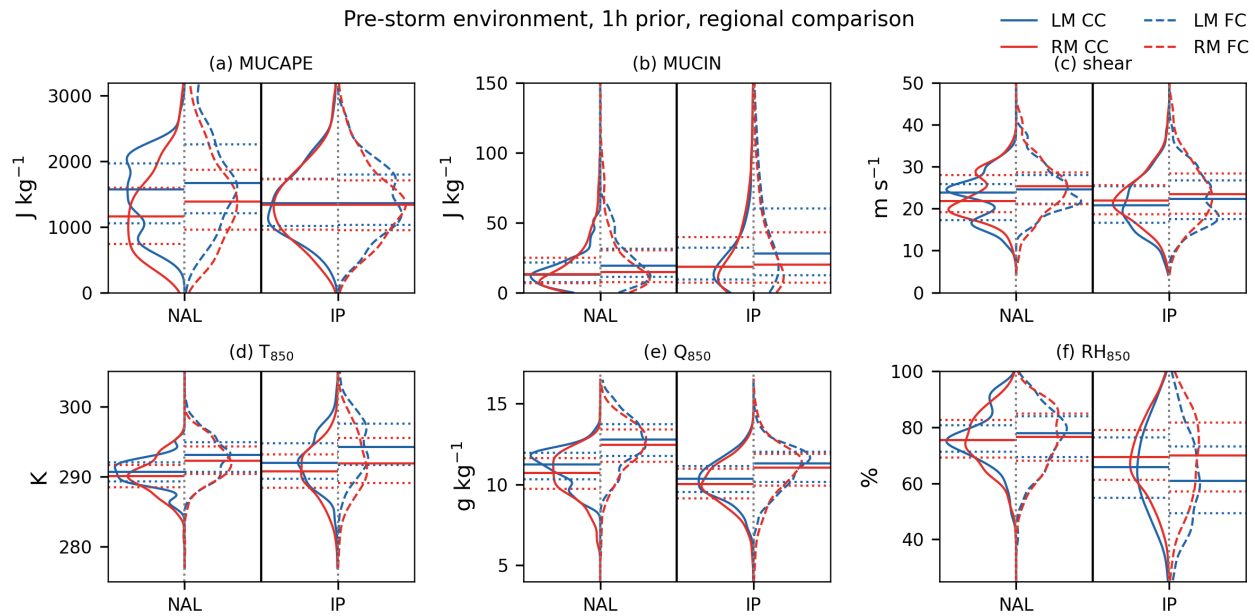 Pre-storm environment, 1h prior, regional comparison
LM CC
LM FC
RM CC
RM FC
(a) MUCAPE
(b) MUCIN
(c) shear
J kg⁻¹
3000
2000
1000
0
NAL
IP
J kg⁻¹
150
100
50
0
NAL
IP
m s⁻¹
50
40
30
20
10
0
NAL
IP
(d) T₈₅₀
(e) Q₈₅₀
(f) RH₈₅₀
K
300
290
280
NAL
IP
g kg⁻¹
15
10
5
NAL
IP
%
100
80
60
40
NAL
IP